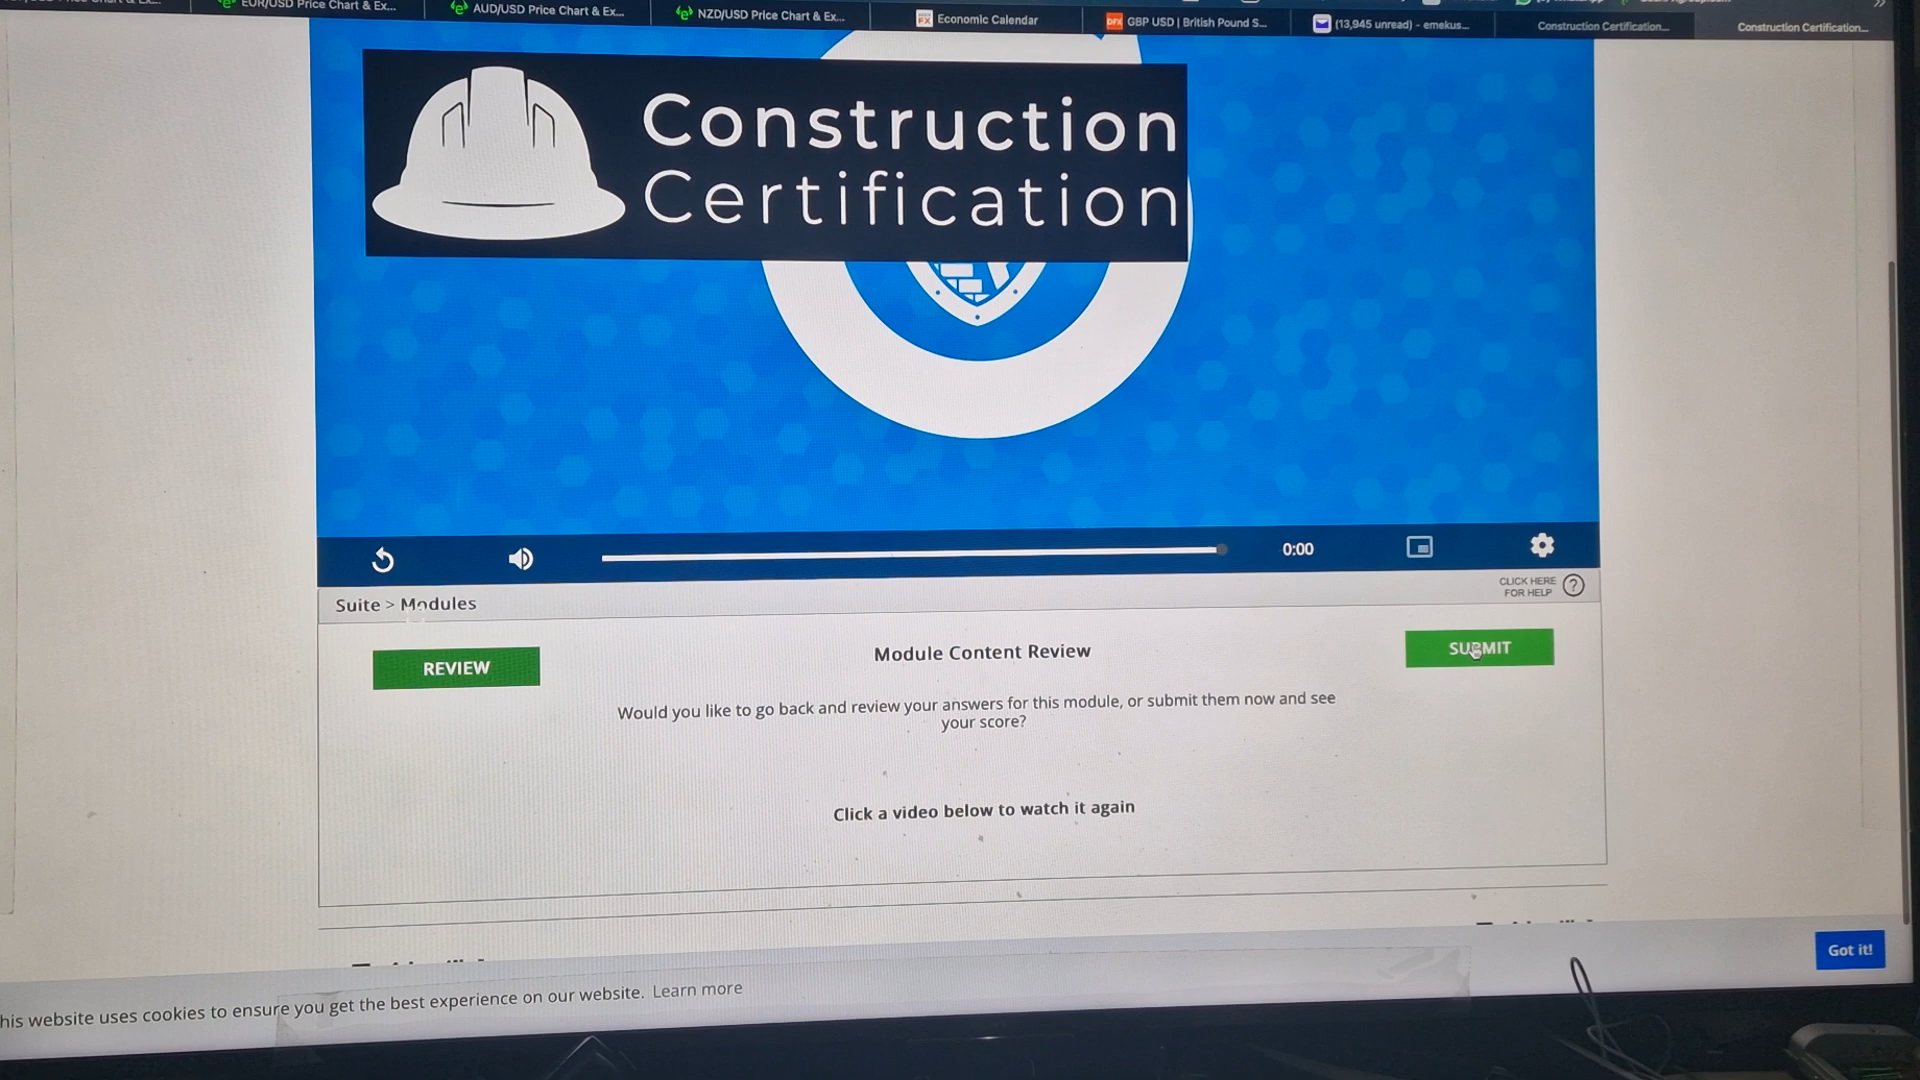 EUR/USD Price Chart & Ex...
AUD/USD Price Chart & Ex...
NZD/USD Price Chart & Ex...
Economic Calendar
GBP USD | British Pound S...
(13,945 unread) - emekus...
Construction Certification...
Construction Certification...
Construction
Certification
0:00
CLICK HERE
FOR HELP
Suite > Modules
REVIEW
Module Content Review
SUBMIT
Would you like to go back and review your answers for this module, or submit them now and see
your score?
Click a video below to watch it again
Got it!
his website uses cookies to ensure you get the best experience on our website. Learn more